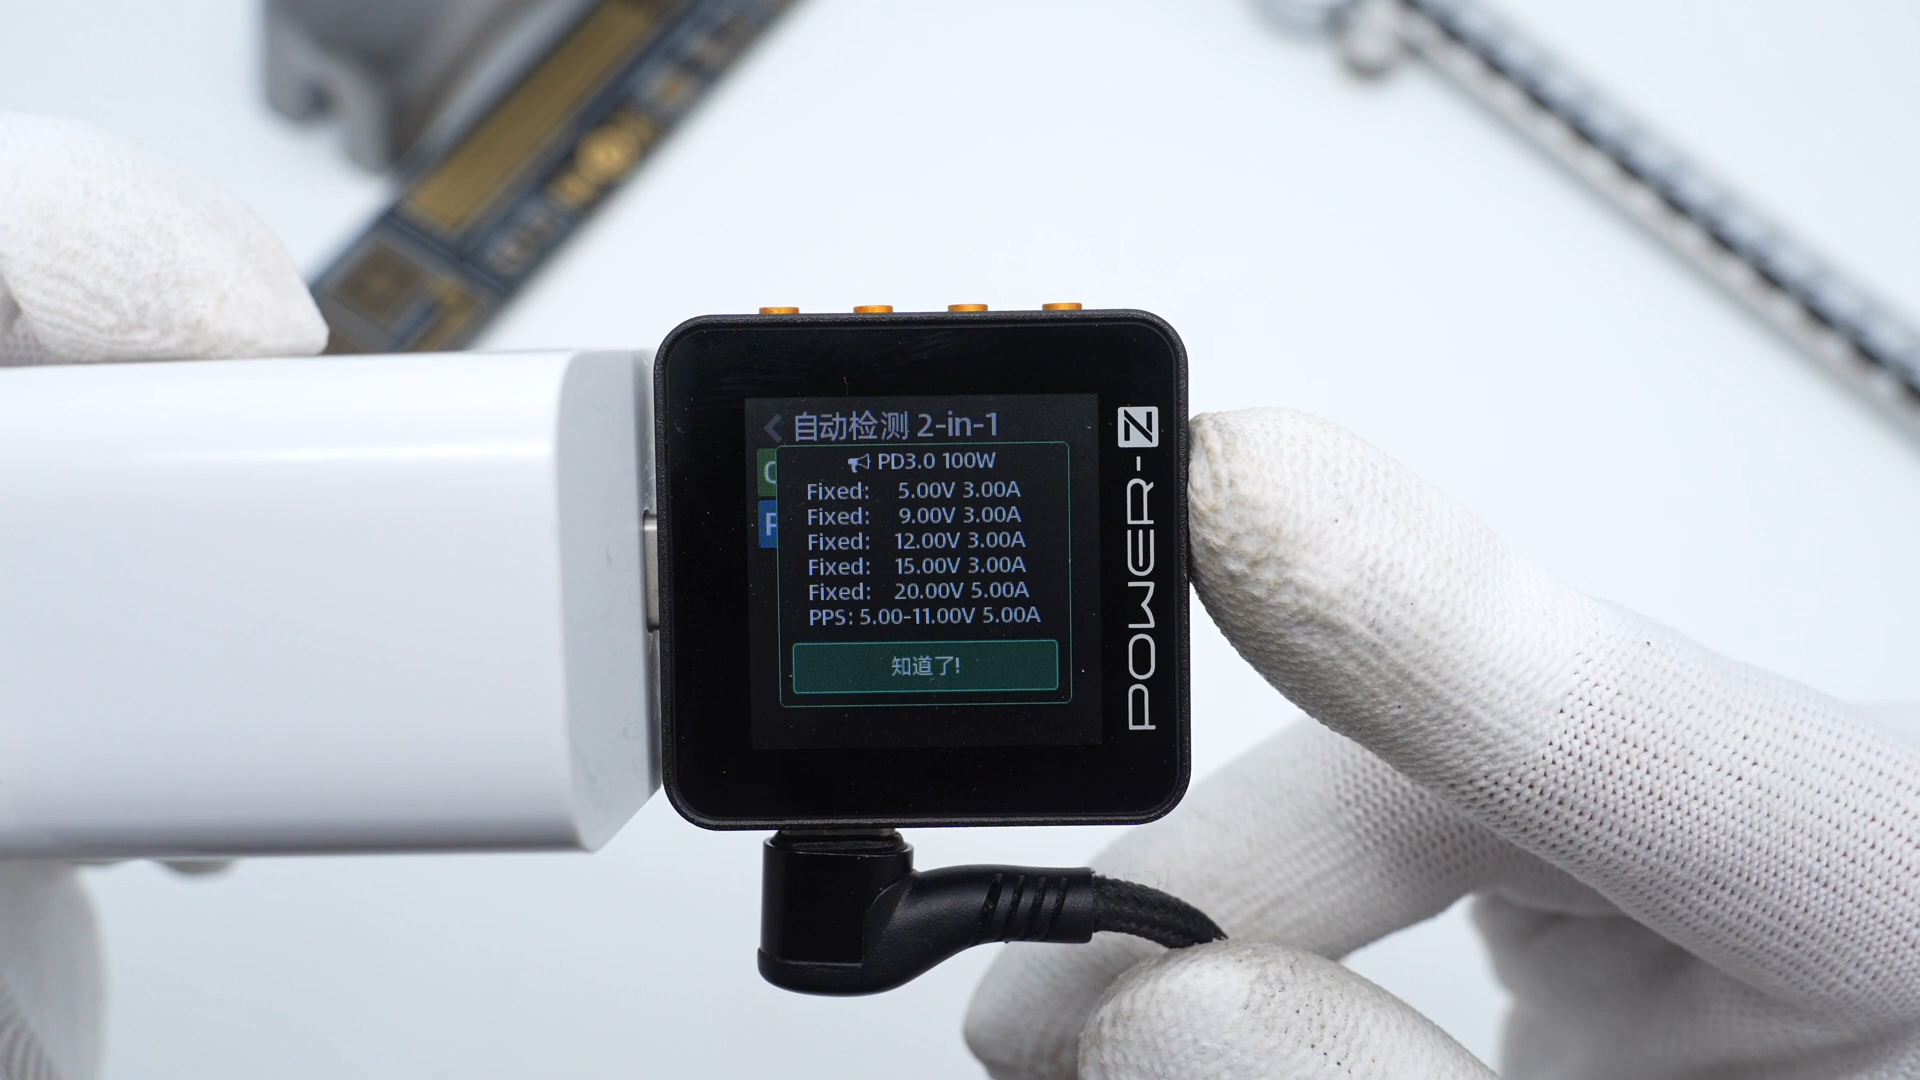 自动检测 2-in-1
PD3.0 100W
Fixed: 5.00V 3.00A
Fixed: 9.00V 3.00A
Fixed: 12.00V 3.00A
Fixed: 15.00V 3.00A
Fixed: 20.00V 5.00A
PPS: 5.00-11.00V 5.00A
知道了!
POWER-Z